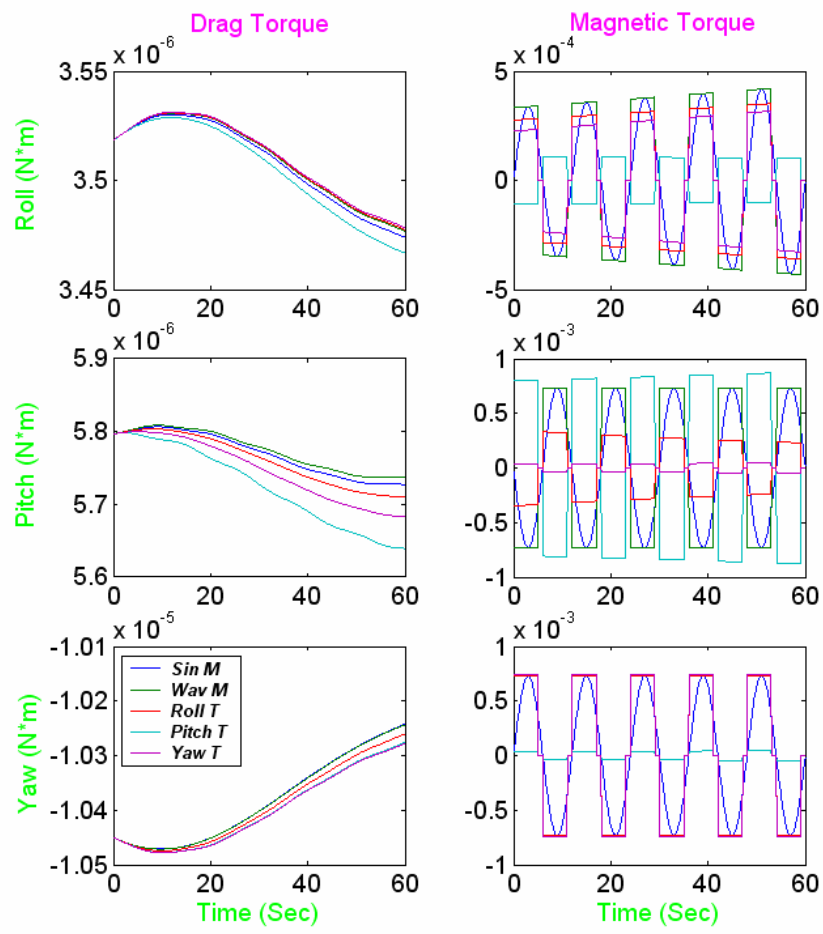 Drag Torque
Magnetic Torque
x 10-6
3.55
3.5
3.45
Roll (N*m)
0 20 40 60
x 10-4
5
0
-5
0 20 40 60
x 10-6
5.9
5.8
5.7
5.6
Pitch (N*m)
0 20 40 60
x 10-3
1
0.5
0
-0.5
-1
0 20 40 60
x 10-5
-1.01
-1.02
-1.03
-1.04
-1.05
Yaw (N*m)
Sin M
Wav M
Roll T
Pitch T
Yaw T
0 20 40 60
Time (Sec)
x 10-3
1
0.5
0
-0.5
-1
0 20 40 60
Time (Sec)